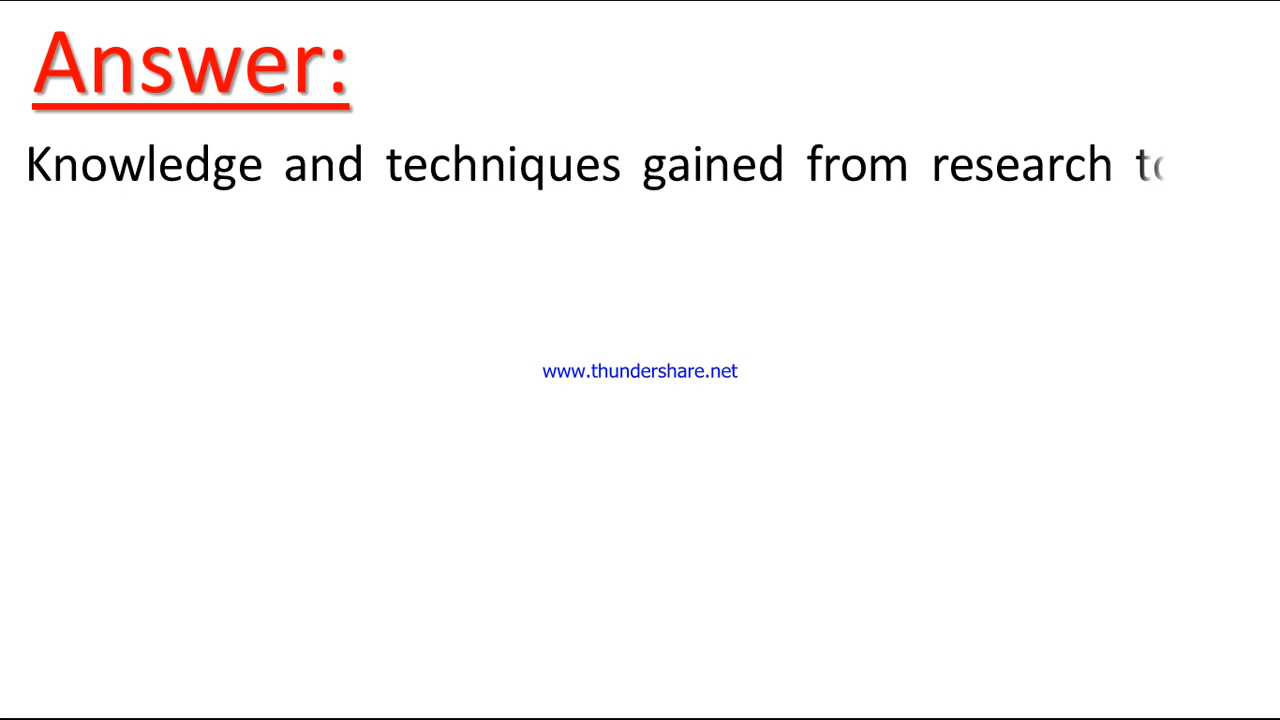 Answer:
Knowledge and techniques gained from research
www.thundershare.net